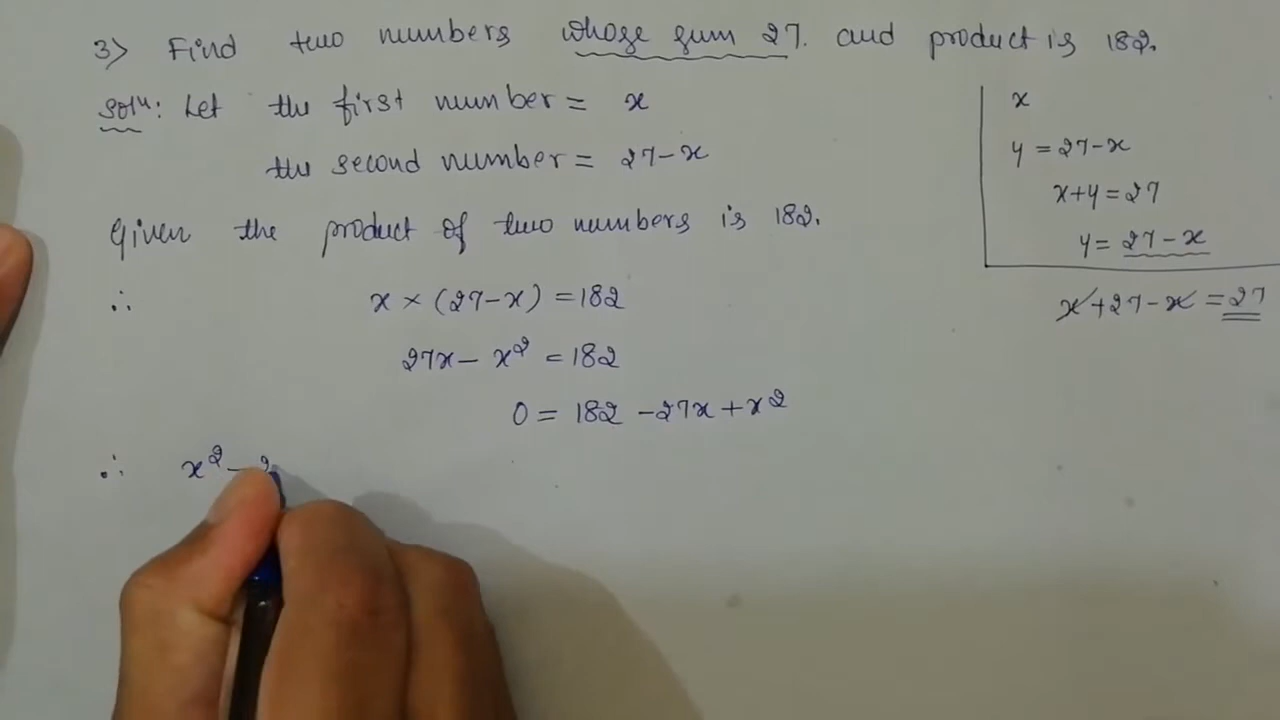 3) Find two numbers whose sum 27. and product is 182.
Soln: Let the first number = x
the second number = 27-x
Given the product of two numbers is 182.
∴ x × (27-x) = 182
27x - x² = 182
0 = 182 - 27x + x²
∴ x² - 2
x
y = 27-x
x+y = 27
y = 27-x
x+27-x = 27